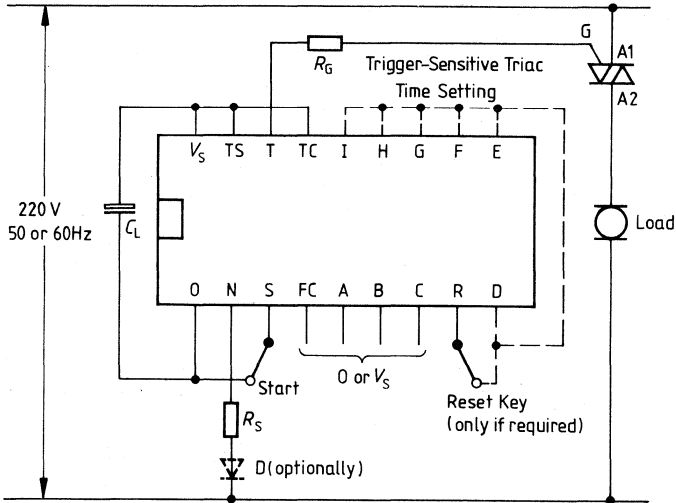 G
A1
R_G
Trigger-Sensitive Triac
A2
Time Setting
V_S TS T TC I H G F E
220 V
50 or 60Hz
C_L
Load
O N S FC A B C R D
Start
O or V_S
Reset Key
(only if required)
R_S
D(optionally)